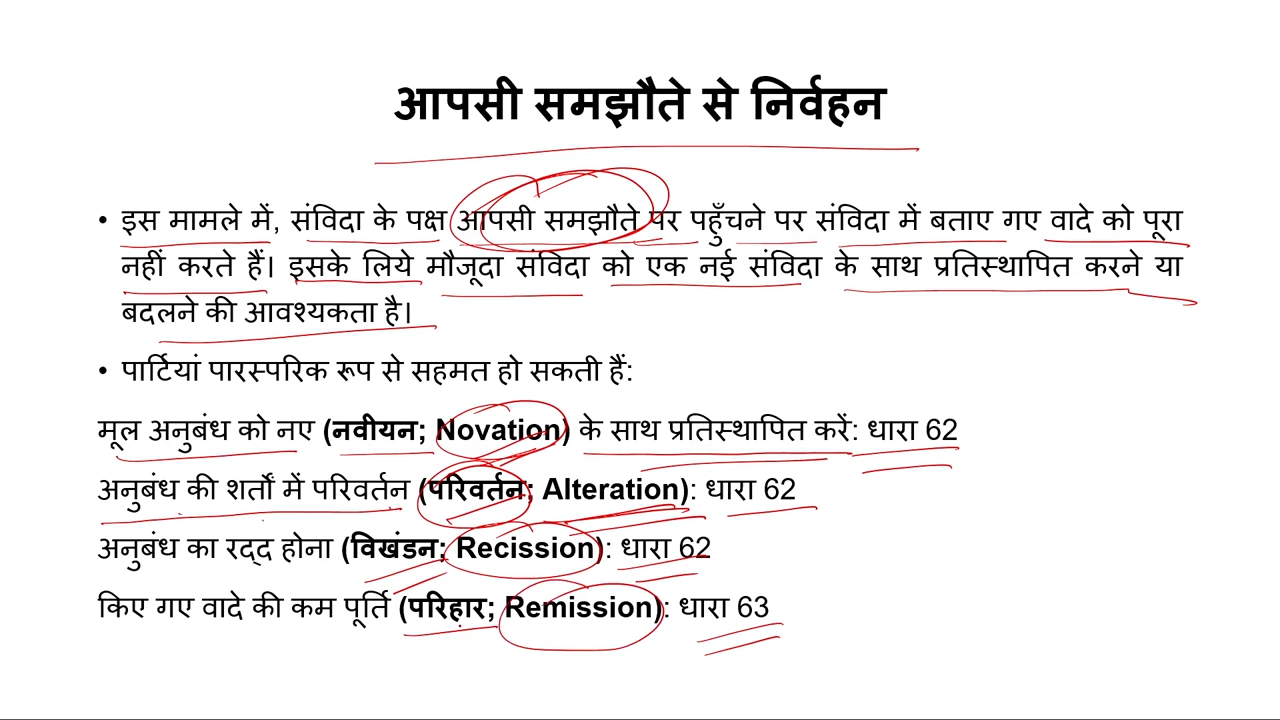 आपसी समझौते से निर्वहन
• इस मामले में, संविदा के पक्ष आपसी समझौते पर पहुँचने पर संविदा में बताए गए वादे को पूरा
नहीं करते हैं। इसके लिये मौजूदा संविदा को एक नई संविदा के साथ प्रतिस्थापित करने या
बदलने की आवश्यकता है।
• पार्टियां पारस्परिक रूप से सहमत हो सकती हैं:
मूल अनुबंध को नए (नवीयन; Novation) के साथ प्रतिस्थापित करें: धारा 62
अनुबंध की शर्तों में परिवर्तन (परिवर्तन; Alteration): धारा 62
अनुबंध का रद्द होना (विखंडन; Recission): धारा 62
किए गए वादे की कम पूर्ति (परिहार; Remission): धारा 63